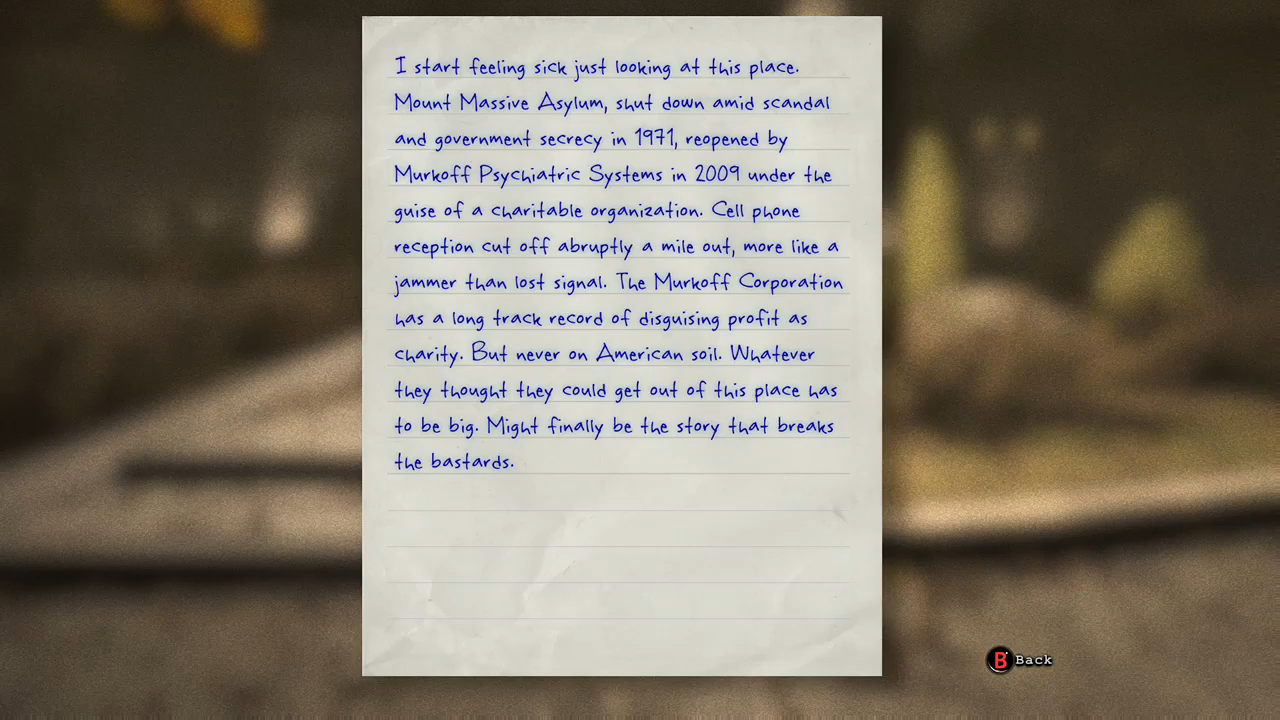 I start feeling sick just looking at this place.
Mount Massive Asylum, shut down amid scandal
and government secrecy in 1971, reopened by
Murkoff Psychiatric Systems in 2009 under the
guise of a charitable organization. Cell phone
reception cut off abruptly a mile out, more like a
jammer than lost signal. The Murkoff Corporation
has a long track record of disguising profit as
charity. But never on American soil. Whatever
they thought they could get out of this place has
to be big. Might finally be the story that breaks
the bastards.
B Back